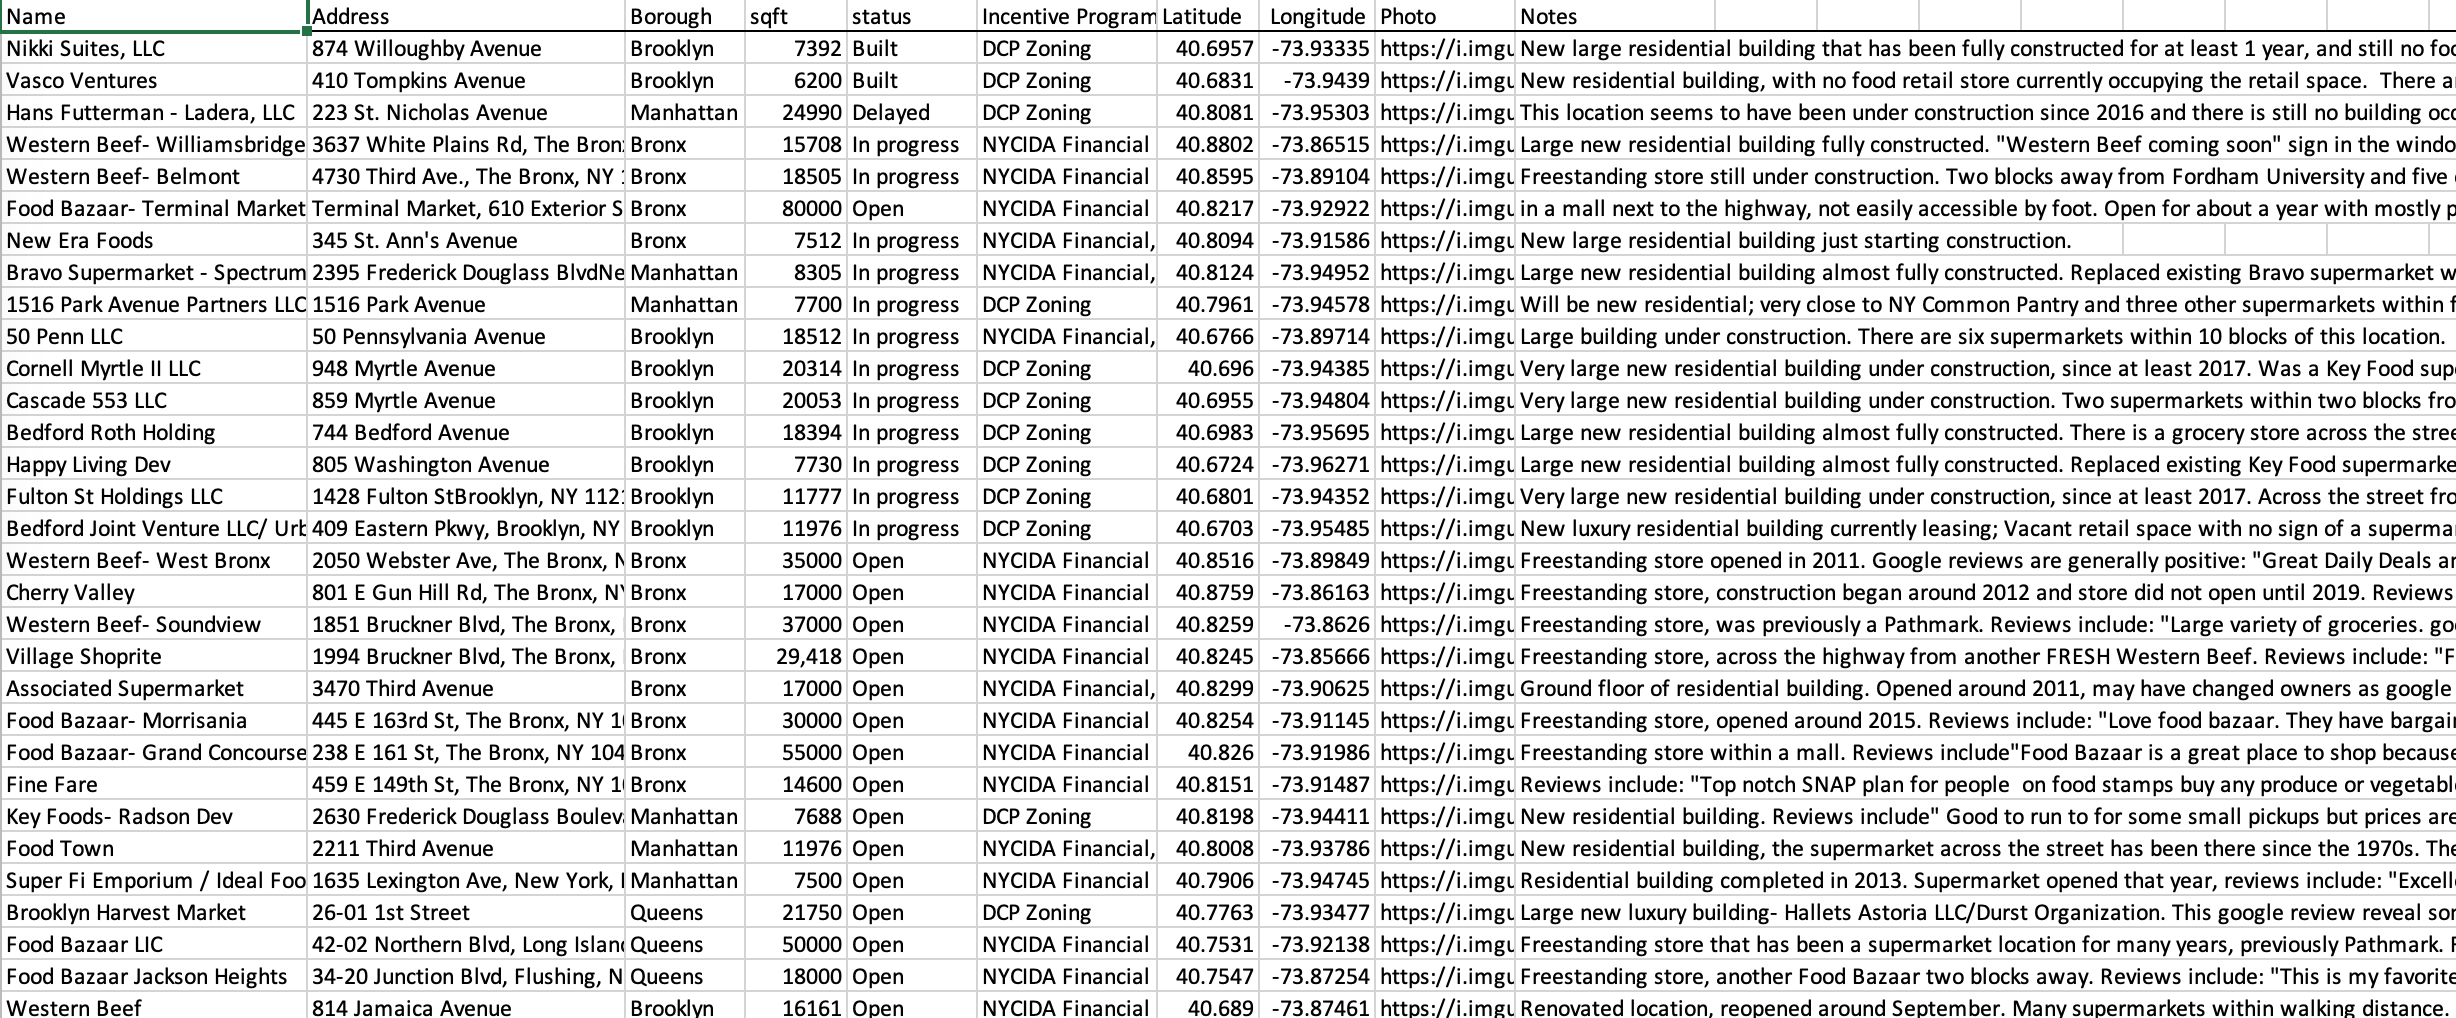 Name Address Borough sqft status Incentive Program Latitude Longitude Photo Notes
Nikki Suites, LLC 874 Willoughby Avenue Brooklyn 7392 Built DCP Zoning 40.6957 -73.93335 https://i.imgu New large residential building that has been fully constructed for at least 1 year, and still no foo
Vasco Ventures 410 Tompkins Avenue Brooklyn 6200 Built DCP Zoning 40.6831 -73.9439 https://i.imgu New residential building, with no food retail store currently occupying the retail space.  There ar
Hans Futterman - Ladera, LLC 223 St. Nicholas Avenue Manhattan 24990 Delayed DCP Zoning 40.8081 -73.95303 https://i.imgu This location seems to have been under construction since 2016 and there is still no building occ
Western Beef- Williamsbridge 3637 White Plains Rd, The Bron Bronx 15708 In progress NYCIDA Financial 40.8802 -73.86515 https://i.imgu Large new residential building fully constructed. "Western Beef coming soon" sign in the windo
Western Beef- Belmont 4730 Third Ave., The Bronx, NY 1 Bronx 18505 In progress NYCIDA Financial 40.8595 -73.89104 https://i.imgu Freestanding store still under construction. Two blocks away from Fordham University and five
Food Bazaar- Terminal Market Terminal Market, 610 Exterior S Bronx 80000 Open NYCIDA Financial 40.8217 -73.92922 https://i.imgu in a mall next to the highway, not easily accessible by foot. Open for about a year with mostly p
New Era Foods 345 St. Ann's Avenue Bronx 7512 In progress NYCIDA Financial, 40.8094 -73.91586 https://i.imgu New large residential building just starting construction.
Bravo Supermarket - Spectrum 2395 Frederick Douglass BlvdNe Manhattan 8305 In progress NYCIDA Financial, 40.8124 -73.94952 https://i.imgu Large new residential building almost fully constructed. Replaced existing Bravo supermarket w
1516 Park Avenue Partners LLC 1516 Park Avenue Manhattan 7700 In progress DCP Zoning 40.7961 -73.94578 https://i.imgu Will be new residential; very close to NY Common Pantry and three other supermarkets within f
50 Penn LLC 50 Pennsylvania Avenue Brooklyn 18512 In progress NYCIDA Financial, 40.6766 -73.89714 https://i.imgu Large building under construction. There are six supermarkets within 10 blocks of this location.
Cornell Myrtle II LLC 948 Myrtle Avenue Brooklyn 20314 In progress DCP Zoning 40.696 -73.94385 https://i.imgu Very large new residential building under construction, since at least 2017. Was a Key Food sup
Cascade 553 LLC 859 Myrtle Avenue Brooklyn 20053 In progress DCP Zoning 40.6955 -73.94804 https://i.imgu Very large new residential building under construction. Two supermarkets within two blocks fro
Bedford Roth Holding 744 Bedford Avenue Brooklyn 18394 In progress DCP Zoning 40.6983 -73.95695 https://i.imgu Large new residential building almost fully constructed. There is a grocery store across the stree
Happy Living Dev 805 Washington Avenue Brooklyn 7730 In progress DCP Zoning 40.6724 -73.96271 https://i.imgu Large new residential building almost fully constructed. Replaced existing Key Food supermarke
Fulton St Holdings LLC 1428 Fulton StBrooklyn, NY 1121 Brooklyn 11777 In progress DCP Zoning 40.6801 -73.94352 https://i.imgu Very large new residential building under construction, since at least 2017. Across the street fro
Bedford Joint Venture LLC/ Urb 409 Eastern Pkwy, Brooklyn, NY Brooklyn 11976 In progress DCP Zoning 40.6703 -73.95485 https://i.imgu New luxury residential building currently leasing; Vacant retail space with no sign of a superma
Western Beef- West Bronx 2050 Webster Ave, The Bronx, N Bronx 35000 Open NYCIDA Financial 40.8516 -73.89849 https://i.imgu Freestanding store opened in 2011. Google reviews are generally positive: "Great Daily Deals ar
Cherry Valley 801 E Gun Hill Rd, The Bronx, NY Bronx 17000 Open NYCIDA Financial 40.8759 -73.86163 https://i.imgu Freestanding store, construction began around 2012 and store did not open until 2019. Reviews
Western Beef- Soundview 1851 Bruckner Blvd, The Bronx, Bronx 37000 Open NYCIDA Financial 40.8259 -73.8626 https://i.imgu Freestanding store, was previously a Pathmark. Reviews include: "Large variety of groceries. goo
Village Shoprite 1994 Bruckner Blvd, The Bronx, Bronx 29,418 Open NYCIDA Financial 40.8245 -73.85666 https://i.imgu Freestanding store, across the highway from another FRESH Western Beef. Reviews include: "F
Associated Supermarket 3470 Third Avenue Bronx 17000 Open NYCIDA Financial, 40.8299 -73.90625 https://i.imgu Ground floor of residential building. Opened around 2011, may have changed owners as google
Food Bazaar- Morrisania 445 E 163rd St, The Bronx, NY 1 Bronx 30000 Open NYCIDA Financial 40.8254 -73.91145 https://i.imgu Freestanding store, opened around 2015. Reviews include: "Love food bazaar. They have bargain
Food Bazaar- Grand Concourse 238 E 161 St, The Bronx, NY 104 Bronx 55000 Open NYCIDA Financial 40.826 -73.91986 https://i.imgu Freestanding store within a mall. Reviews include"Food Bazaar is a great place to shop because
Fine Fare 459 E 149th St, The Bronx, NY 1 Bronx 14600 Open NYCIDA Financial 40.8151 -73.91487 https://i.imgu Reviews include: "Top notch SNAP plan for people  on food stamps buy any produce or vegetabl
Key Foods- Radson Dev 2630 Frederick Douglass Boulev Manhattan 7688 Open DCP Zoning 40.8198 -73.94411 https://i.imgu New residential building. Reviews include" Good to run to for some small pickups but prices are
Food Town 2211 Third Avenue Manhattan 11976 Open NYCIDA Financial, 40.8008 -73.93786 https://i.imgu New residential building, the supermarket across the street has been there since the 1970s. The
Super Fi Emporium / Ideal Foo 1635 Lexington Ave, New York, Manhattan 7500 Open NYCIDA Financial 40.7906 -73.94745 https://i.imgu Residential building completed in 2013. Supermarket opened that year, reviews include: "Excell
Brooklyn Harvest Market 26-01 1st Street Queens 21750 Open DCP Zoning 40.7763 -73.93477 https://i.imgu Large new luxury building- Hallets Astoria LLC/Durst Organization. This google review reveal sor
Food Bazaar LIC 42-02 Northern Blvd, Long Islan Queens 50000 Open NYCIDA Financial 40.7531 -73.92138 https://i.imgu Freestanding store that has been a supermarket location for many years, previously Pathmark. F
Food Bazaar Jackson Heights 34-20 Junction Blvd, Flushing, N Queens 18000 Open NYCIDA Financial 40.7547 -73.87254 https://i.imgu Freestanding store, another Food Bazaar two blocks away. Reviews include: "This is my favorite
Western Beef 814 Jamaica Avenue Brooklyn 16161 Open NYCIDA Financial 40.689 -73.87461 https://i.imgu Renovated location, reopened around September. Many supermarkets within walking distance.